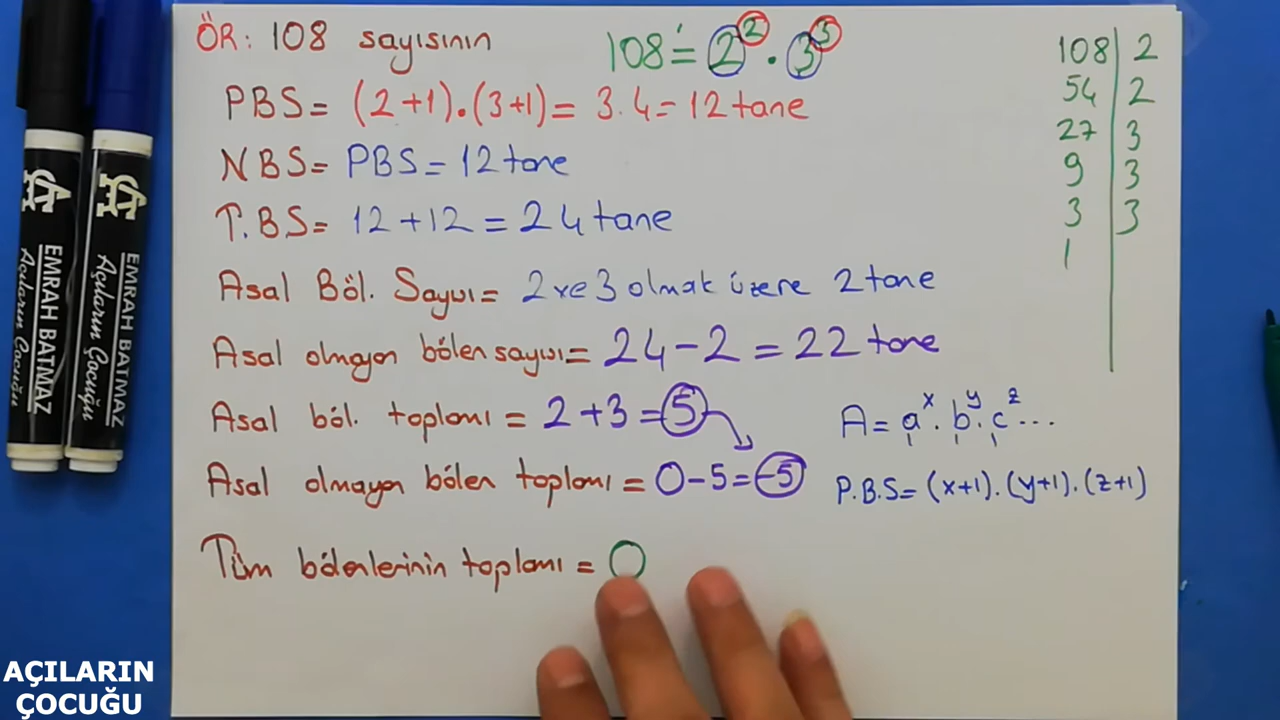 ÖR: 108 sayısının
108 = 2² · 3³
PBS = (2+1).(3+1) = 3.4 = 12 tane
NBS = PBS = 12 tane
T.BS = 12 + 12 = 24 tane
Asal Böl. Sayısı = 2 ve 3 olmak üzere 2 tane
Asal olmayan bölen sayısı = 24 - 2 = 22 tane
Asal böl. toplamı = 2 + 3 = 5
Asal olmayan bölen toplamı = 0 - 5 = -5
Tüm bölenlerinin toplamı = 0
108 | 2
54 | 2
27 | 3
9 | 3
3 | 3
1
A = aˣ . bʸ . cᶻ ...
P.B.S = (x+1).(y+1).(z+1)
EMRAH BATMAZ
Açıların Çocuğu
EMRAH BATMAZ
Açıların Çocuğu
AÇILARIN
ÇOCUĞU